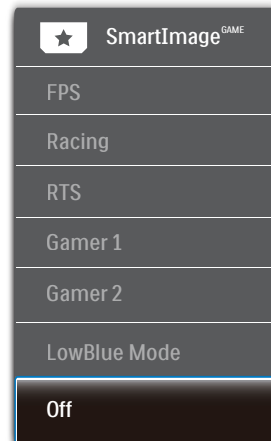 SmartImage GAME
FPS
Racing
RTS
Gamer 1
Gamer 2
LowBlue Mode
Off